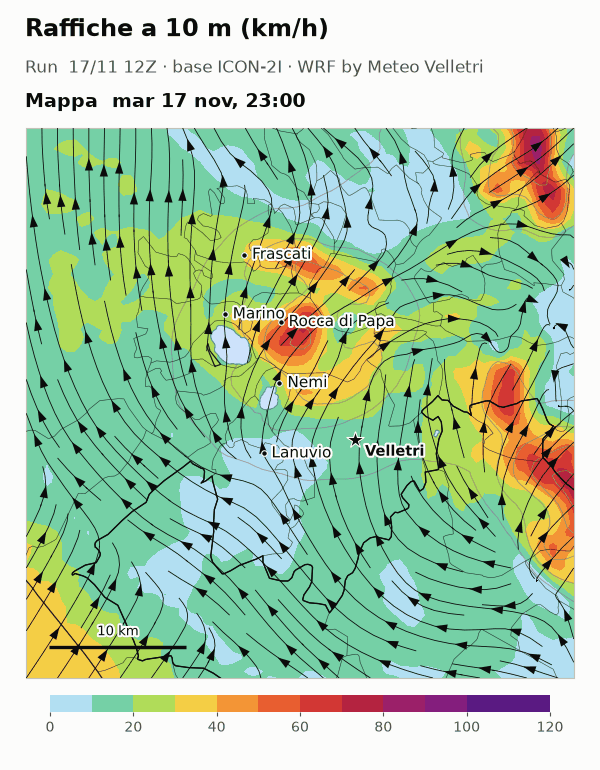 Raffiche a 10 m (km/h)
Run  17/11 12Z · base ICON-2I · WRF by Meteo Velletri
Mappa  mar 17 nov, 23:00
Frascati
Marino
Rocca di Papa
Nemi
Velletri
Lanuvio
10 km
0 20 40 60 80 100 120